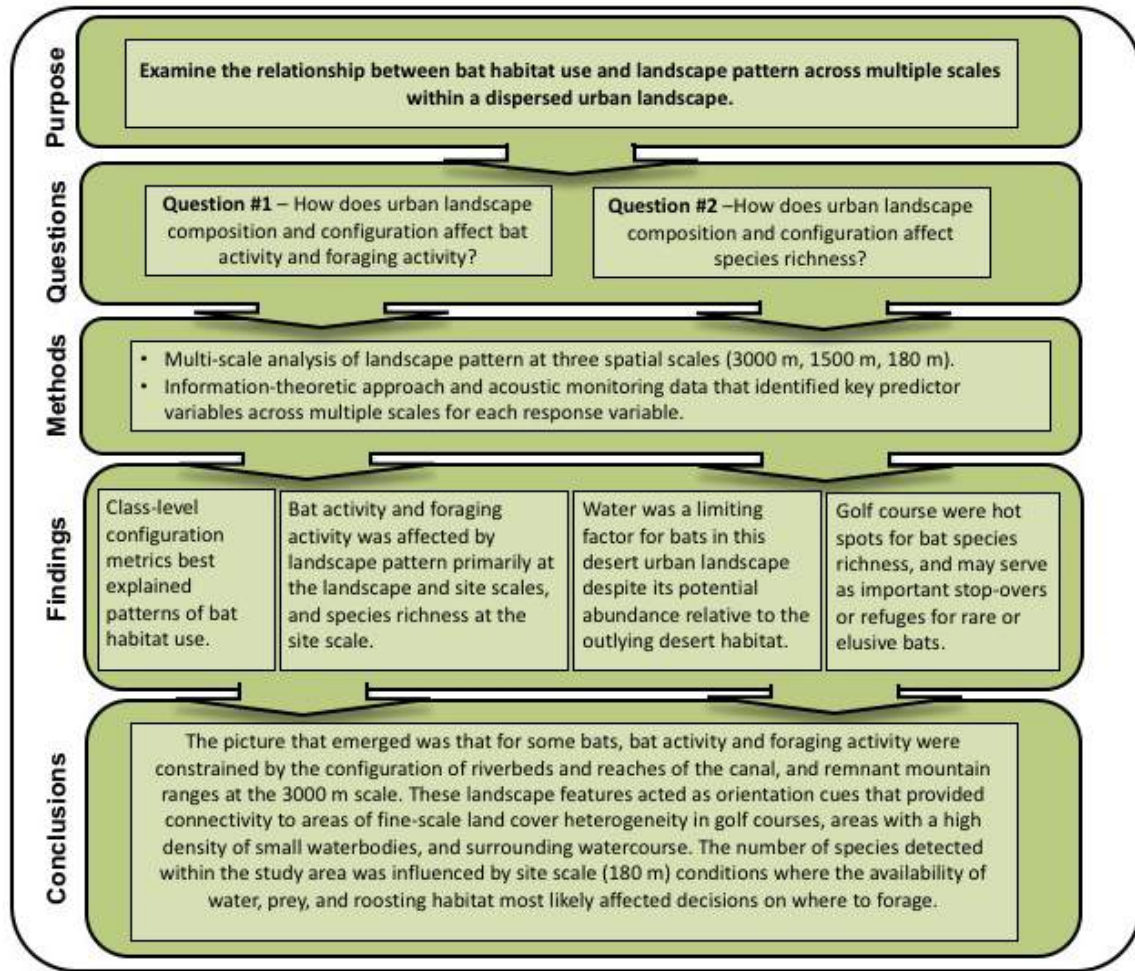 Purpose
Examine the relationship between bat habitat use and landscape pattern across multiple scales
within a dispersed urban landscape.
Questions
Question #1 – How does urban landscape
composition and configuration affect bat
activity and foraging activity?
Question #2 –How does urban landscape
composition and configuration affect
species richness?
Methods
• Multi-scale analysis of landscape pattern at three spatial scales (3000 m, 1500 m, 180 m).
• Information-theoretic approach and acoustic monitoring data that identified key predictor
variables across multiple scales for each response variable.
Findings
Class-level
configuration
metrics best
explained
patterns of bat
habitat use.
Bat activity and foraging
activity was affected by
landscape pattern primarily at
the landscape and site scales,
and species richness at the
site scale.
Water was a limiting
factor for bats in this
desert urban landscape
despite its potential
abundance relative to the
outlying desert habitat.
Golf course were hot
spots for bat species
richness, and may serve
as important stop-overs
or refuges for rare or
elusive bats.
Conclusions
The picture that emerged was that for some bats, bat activity and foraging activity were
constrained by the configuration of riverbeds and reaches of the canal, and remnant mountain
ranges at the 3000 m scale. These landscape features acted as orientation cues that provided
connectivity to areas of fine-scale land cover heterogeneity in golf courses, areas with a high
density of small waterbodies, and surrounding watercourse. The number of species detected
within the study area was influenced by site scale (180 m) conditions where the availability of
water, prey, and roosting habitat most likely affected decisions on where to forage.